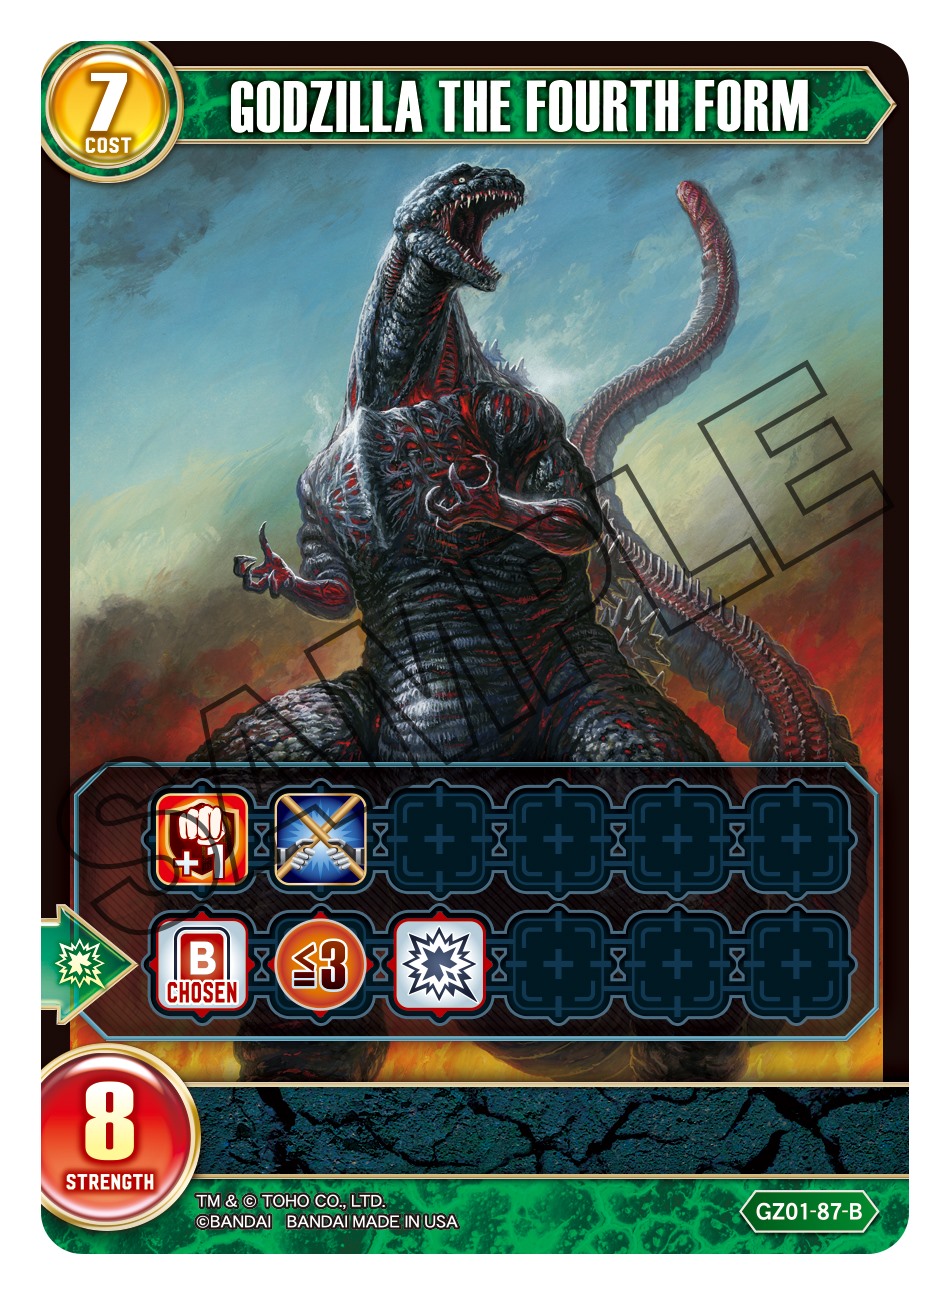 7
COST
GODZILLA THE FOURTH FORM
SAMPLE
+1
B
CHOSEN
≦3
8
STRENGTH
TM & © TOHO CO., LTD.
©BANDAI BANDAI MADE IN USA
GZ01-87-B